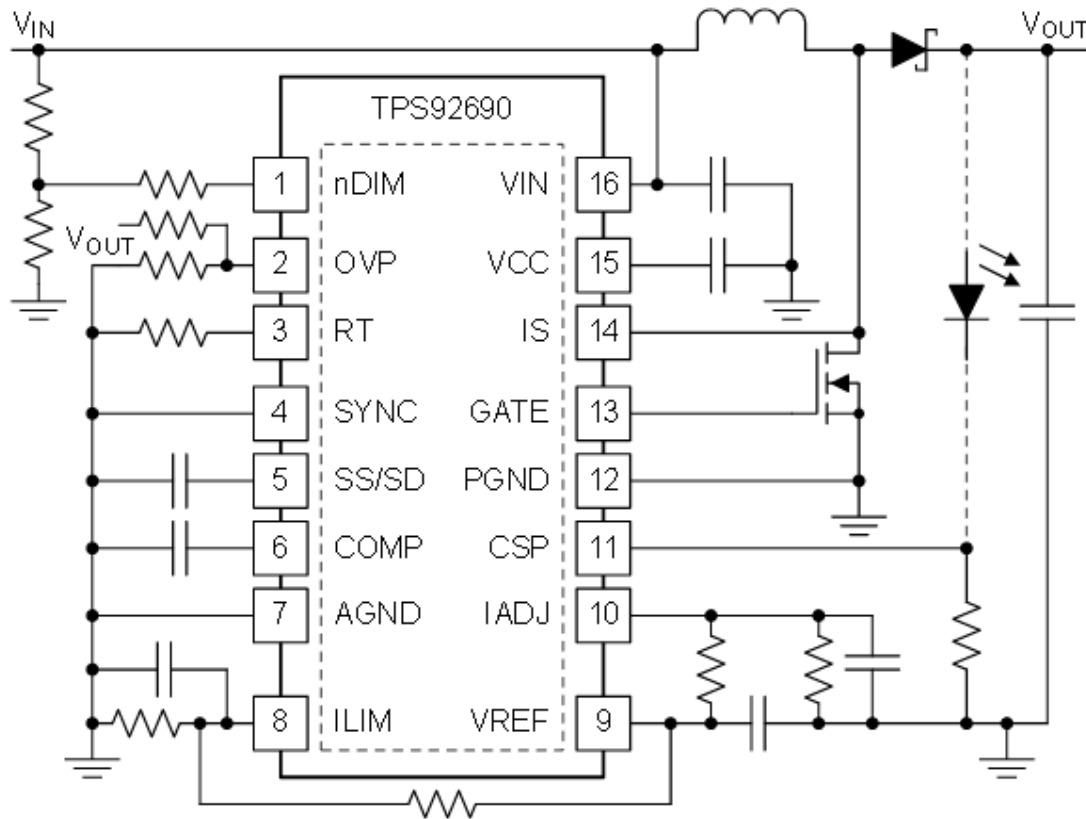 VIN
VOUT
TPS92690
1 nDIM VIN 16
VOUT
2 OVP VCC 15
3 RT IS 14
4 SYNC GATE 13
5 SS/SD PGND 12
6 COMP CSP 11
7 AGND IADJ 10
8 ILIM VREF 9